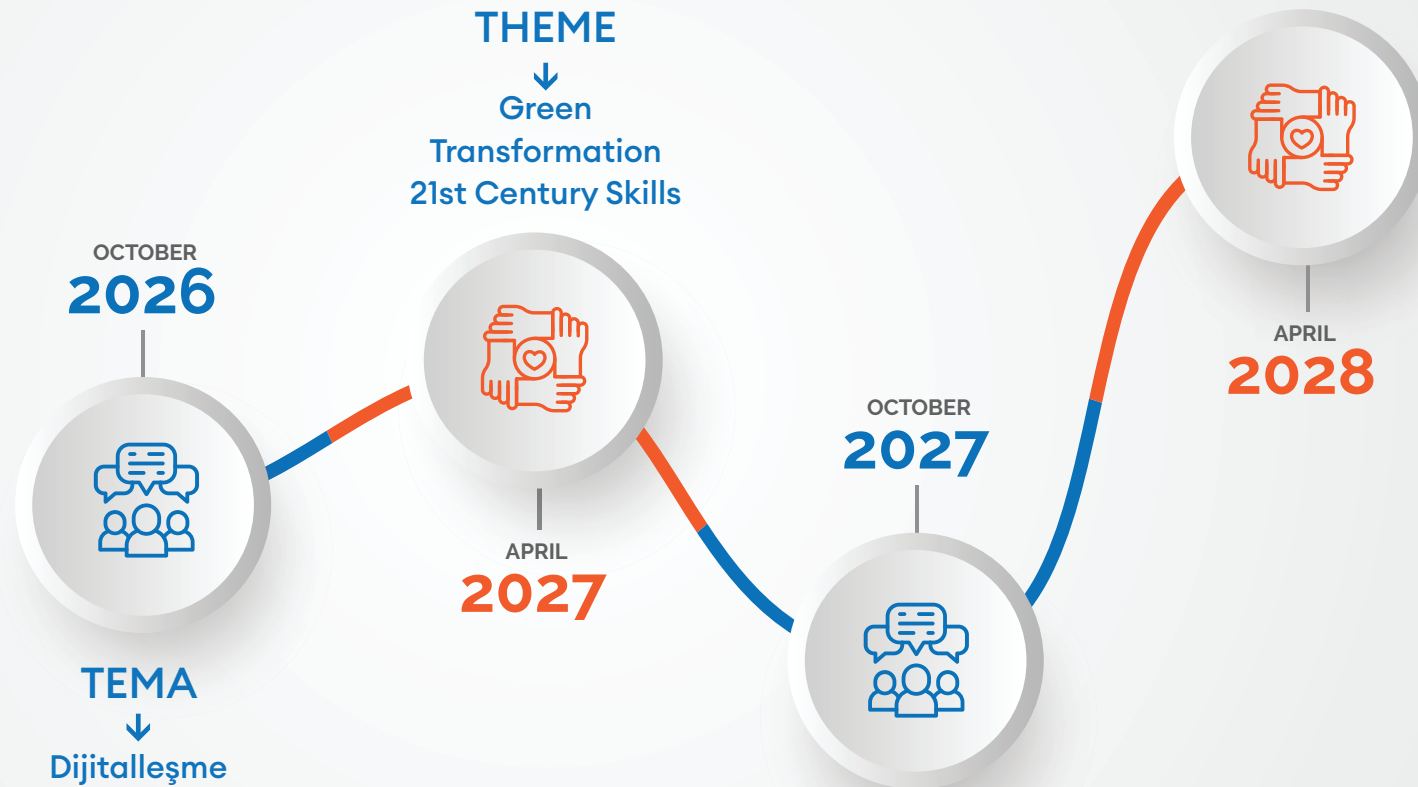 THEME
Green
Transformation
21st Century Skills
OCTOBER
2026
TEMA
Dijitalleşme
APRIL
2027
OCTOBER
2027
APRIL
2028